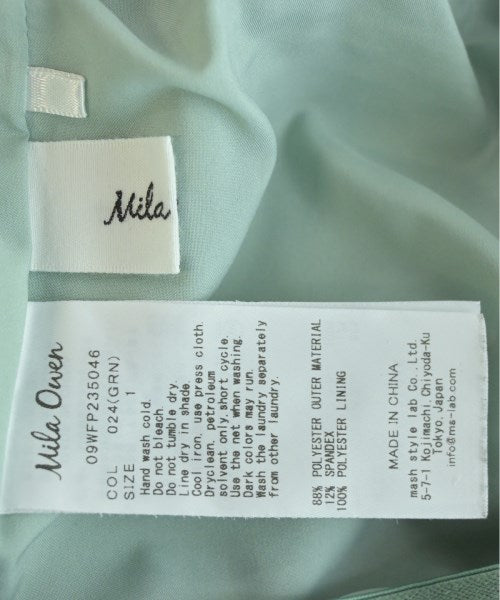 Mila
Mila Owen
09WFP235046
COL 024(GRN)
SIZE 1
Hand wash cold.
Do not bleach.
Do not tumble dry.
Line dry in shade.
Cool iron, use press cloth
Dryclean, petroleum
solvent only, short cycle.
Use the net when washing.
Dark colors may run.
Wash the laundry separately
from other laundry.
88% POLYESTER OUTER MATERIAL
12% SPANDEX
100% POLYESTER LINING
MADE IN CHINA
mash style lab Co.,Ltd.
5-7-1 Kojimachi, Chiyoda-Ku
Tokyo, Japan
info@ms-lab.com